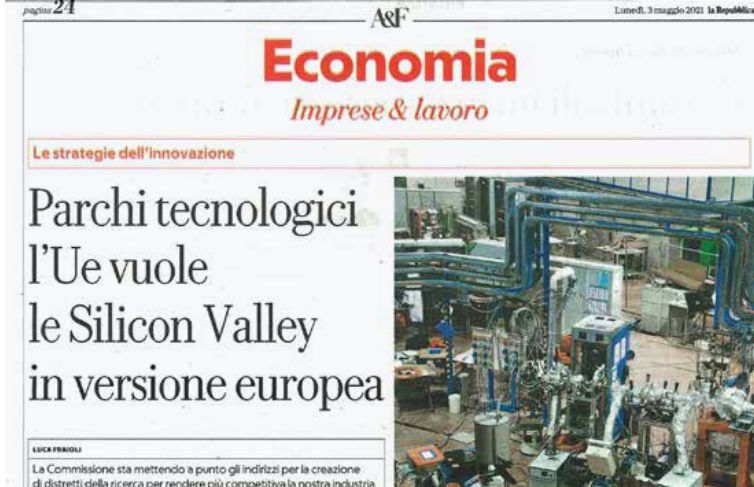 pagina 24
A&F
Lunedì, 3 maggio 2021 la Repubblica
Economia
Imprese & lavoro
Le strategie dell'innovazione
Parchi tecnologici
l'Ue vuole
le Silicon Valley
in versione europea
LUCA FRAIOLI
La Commissione sta mettendo a punto gli indirizzi per la creazione
di distretti della ricerca per rendere più competitiva la nostra industria